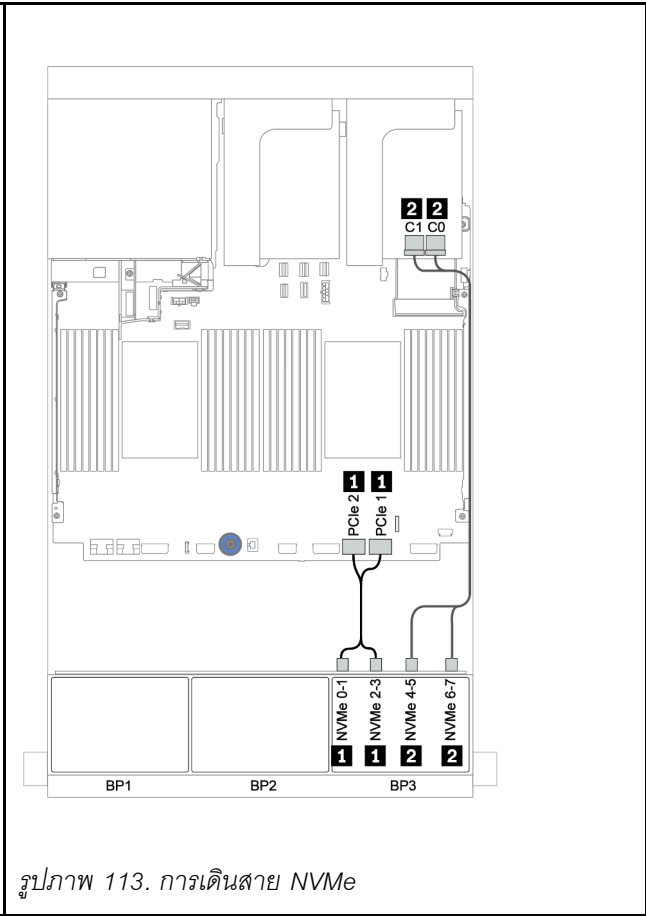 2 2
C1 C0
1 1
PCIe 2
PCIe 1
NVMe 0-1
NVMe 2-3
NVMe 4-5
NVMe 6-7
1 1 2 2
BP1 BP2 BP3
รูปภาพ 113. การเดินสาย NVMe